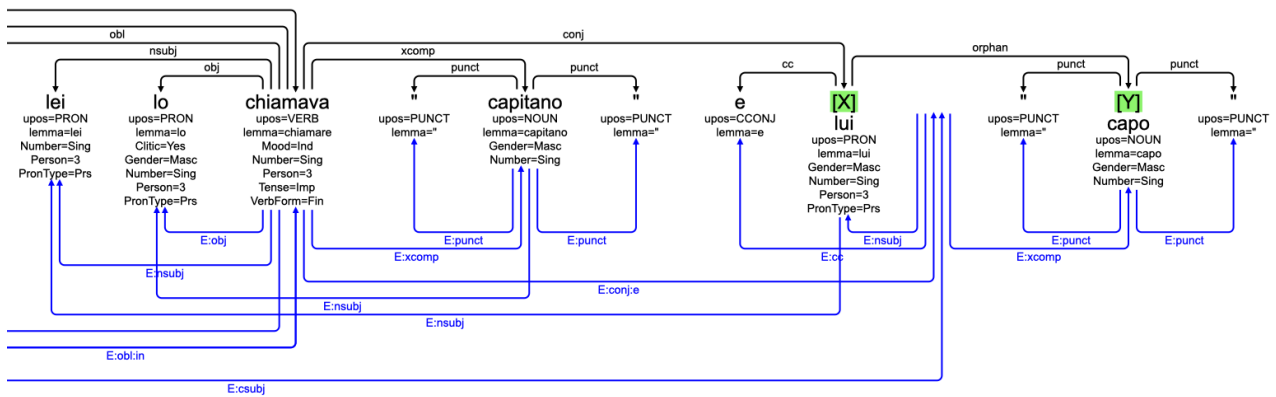 obl
conj
nsubj
xcomp
orphan
obj
punct
punct
cc
punct
punct
lei
upos=PRON
lemma=lei
Number=Sing
Person=3
PronType=Prs
lo
upos=PRON
lemma=lo
Clitic=Yes
Gender=Masc
Number=Sing
Person=3
PronType=Prs
chiamava
upos=VERB
lemma=chiamare
Mood=Ind
Number=Sing
Person=3
Tense=Imp
VerbForm=Fin
"
upos=PUNCT
lemma="
capitano
upos=NOUN
lemma=capitano
Gender=Masc
Number=Sing
"
upos=PUNCT
lemma="
e
upos=CCONJ
lemma=e
[X]
lui
upos=PRON
lemma=lui
Gender=Masc
Number=Sing
Person=3
PronType=Prs
"
upos=PUNCT
lemma="
[Y]
capo
upos=NOUN
lemma=capo
Gender=Masc
Number=Sing
"
upos=PUNCT
lemma="
E:obj
E:punct
E:punct
E:nsubj
E:punct
E:punct
E:xcomp
E:cc
E:xcomp
E:nsubj
E:conj:e
E:nsubj
E:nsubj
E:obl:in
E:csubj